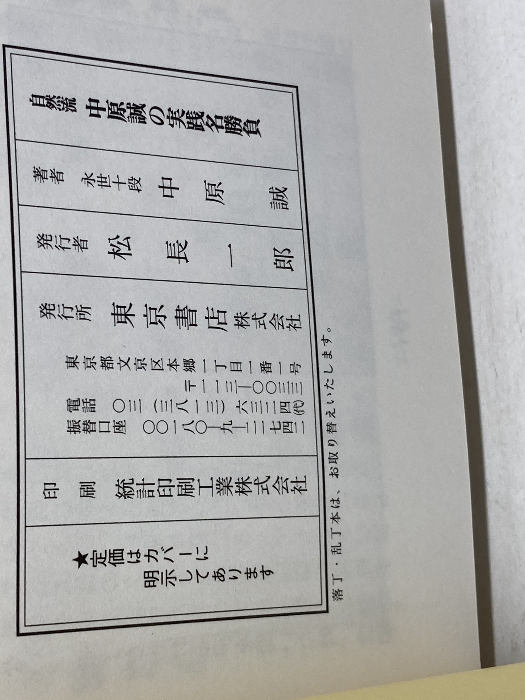 自然流 中原誠の実践名勝負
著者 永世十段 中原誠
発行者 松長一郎
発行所 東京書店株式会社
東京都文京区本郷一丁目一番一号
〒一一三―〇〇三三
電話 〇三(三八一三)六三二四(代)
振替口座 〇〇一八〇―九―二二七四二
印刷 統計印刷工業株式会社
★定価はカバーに
明示してあります
落丁・乱丁本は、お取り替えいたします。